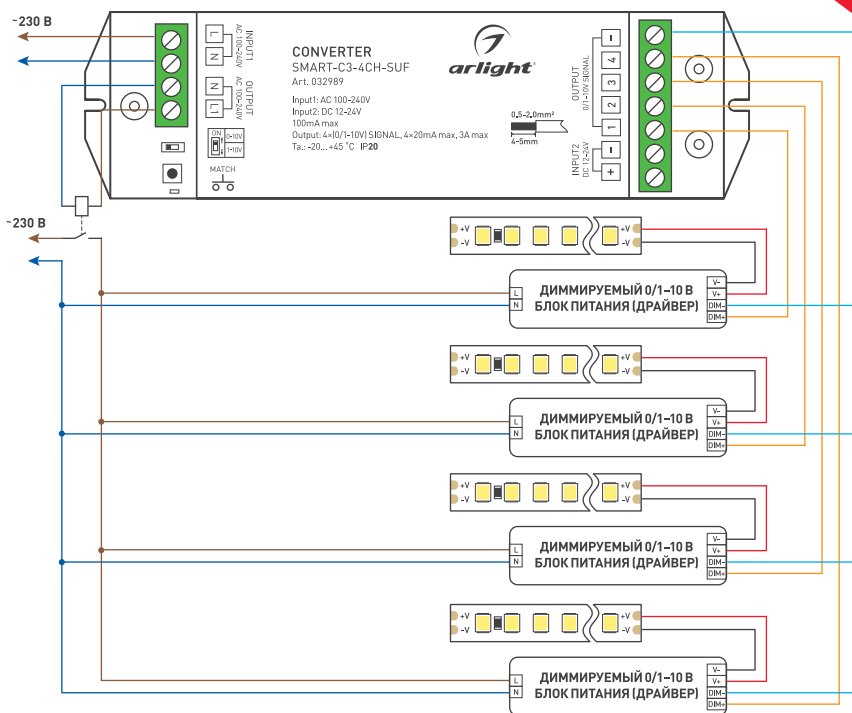 ~230 В
L
N
INPUT1
AC 100-240V
N
L1
OUTPUT
AC 100-240V
ON
0-10V
1-10V
MATCH
CONVERTER
SMART-C3-4CH-SUF
Art. 032989
Input1: AC 100-240V
Input2: DC 12-24V
100mA max
Output: 4×(0/1-10V) SIGNAL, 4×20mA max, 3A max
Ta.: -20... +45 °C IP20
arlight®
0,5-2,0mm²
4-5mm
OUTPUT
0/1-10V SIGNAL
–
4
3
2
1
INPUT2
DC 12-24V
–
+
~230 В
+V
-V
+V
-V
ДИММИРУЕМЫЙ 0/1–10 В
БЛОК ПИТАНИЯ (ДРАЙВЕР)
L
N
V-
V+
DIM-
DIM+
+V
-V
+V
-V
ДИММИРУЕМЫЙ 0/1–10 В
БЛОК ПИТАНИЯ (ДРАЙВЕР)
L
N
V-
V+
DIM-
DIM+
+V
-V
+V
-V
ДИММИРУЕМЫЙ 0/1–10 В
БЛОК ПИТАНИЯ (ДРАЙВЕР)
L
N
V-
V+
DIM-
DIM+
+V
-V
+V
-V
ДИММИРУЕМЫЙ 0/1–10 В
БЛОК ПИТАНИЯ (ДРАЙВЕР)
L
N
V-
V+
DIM-
DIM+